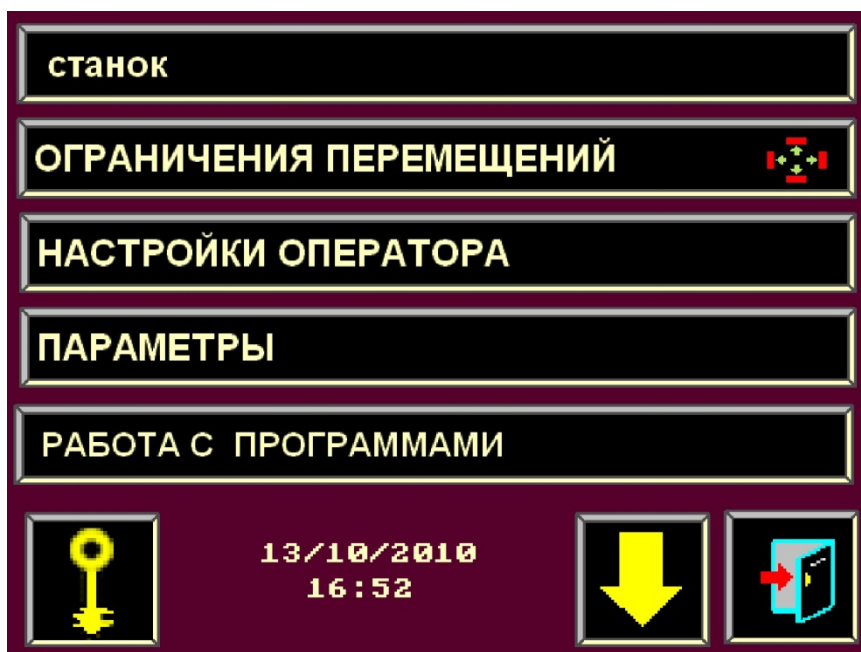 станок
ОГРАНИЧЕНИЯ ПЕРЕМЕЩЕНИЙ
НАСТРОЙКИ ОПЕРАТОРА
ПАРАМЕТРЫ
РАБОТА С ПРОГРАММАМИ
13/10/2010
16:52